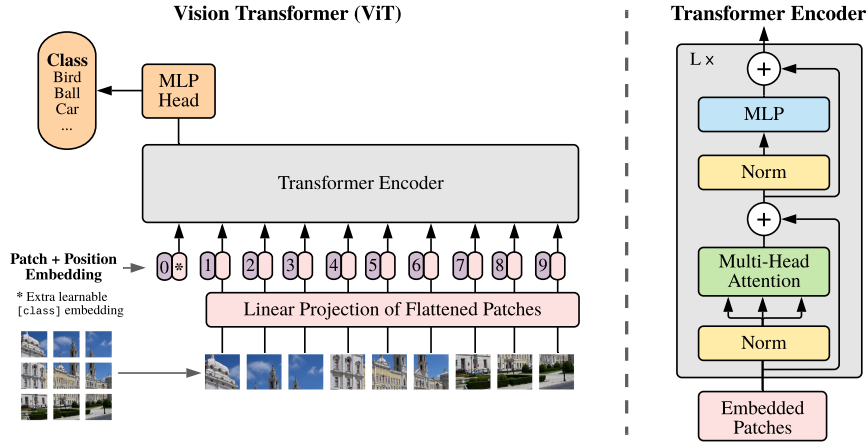 Vision Transformer (ViT)
Class
Bird
Ball
Car
...
MLP
Head
Transformer Encoder
0 * 1 2 3 4 5 6 7 8 9
Patch + Position
Embedding
* Extra learnable
[class] embedding
Linear Projection of Flattened Patches
Transformer Encoder
L x
+
MLP
Norm
+
Multi-Head
Attention
Norm
Embedded
Patches